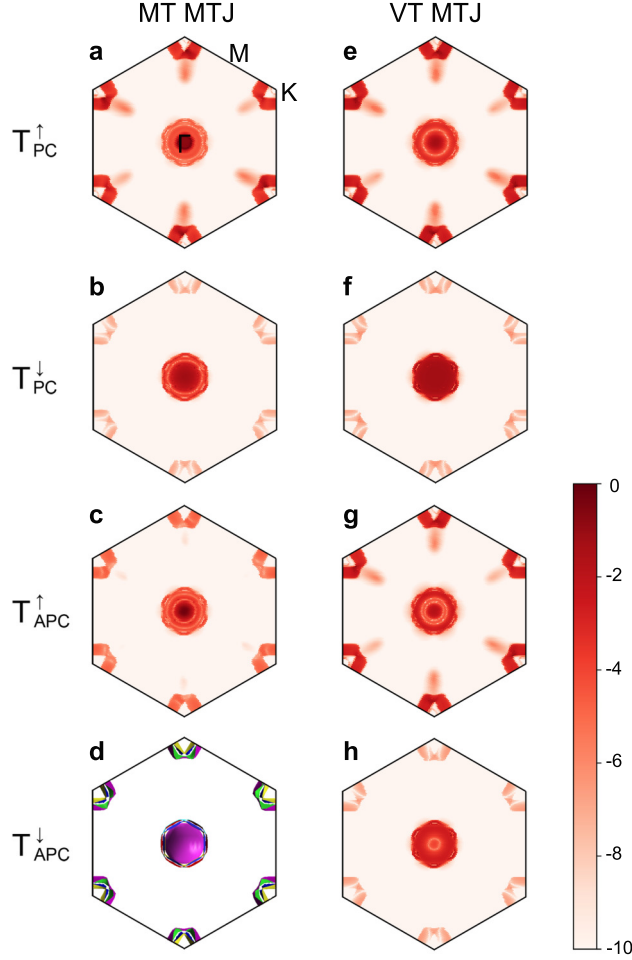 MT MTJ VT MTJ
a M e
K
T↑PC Γ
b f
T↓PC
c g 0
T↑APC -2
-4
d h -6
T↓APC -8
-10